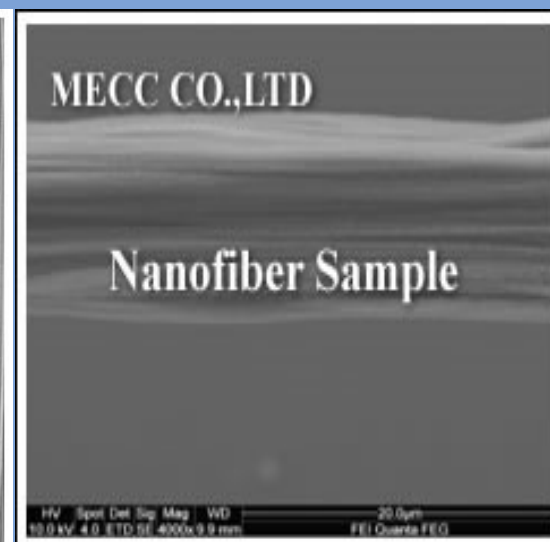 MECC CO.,LTD
Nanofiber Sample
HV Spot Det Sig Mag WD 20.0µm
10.0 kV 4.0 ETD SE 4000x 9.9 mm FEI Quanta FEG